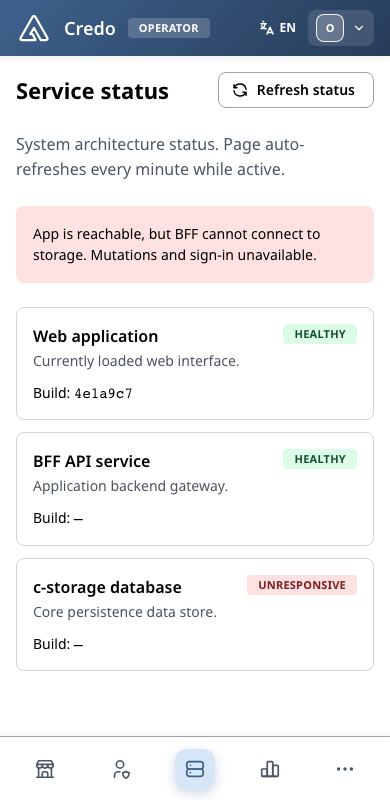 Credo
OPERATOR
EN
O
Service status
Refresh status
System architecture status. Page auto-
refreshes every minute while active.
App is reachable, but BFF cannot connect to
storage. Mutations and sign-in unavailable.
Web application
HEALTHY
Currently loaded web interface.
Build: 4e1a9c7
BFF API service
HEALTHY
Application backend gateway.
Build: —
c-storage database
UNRESPONSIVE
Core persistence data store.
Build: —